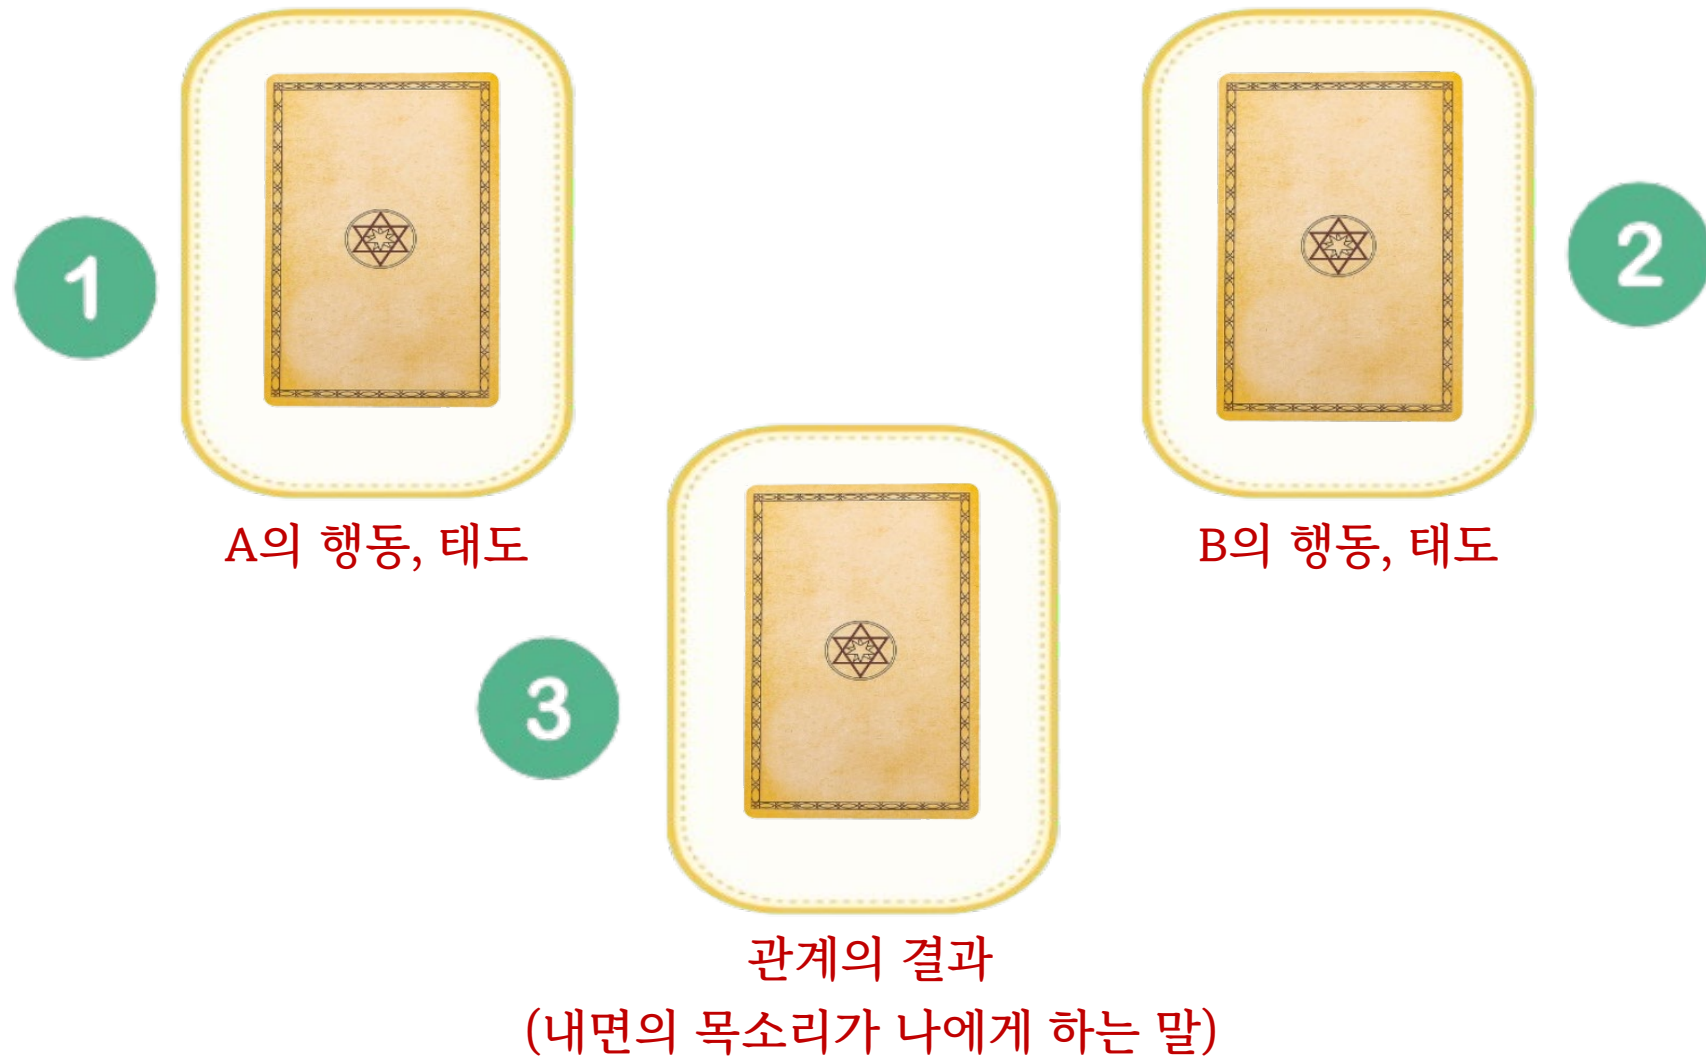 1
2
A의 행동, 태도
B의 행동, 태도
3
관계의 결과
(내면의 목소리가 나에게 하는 말)